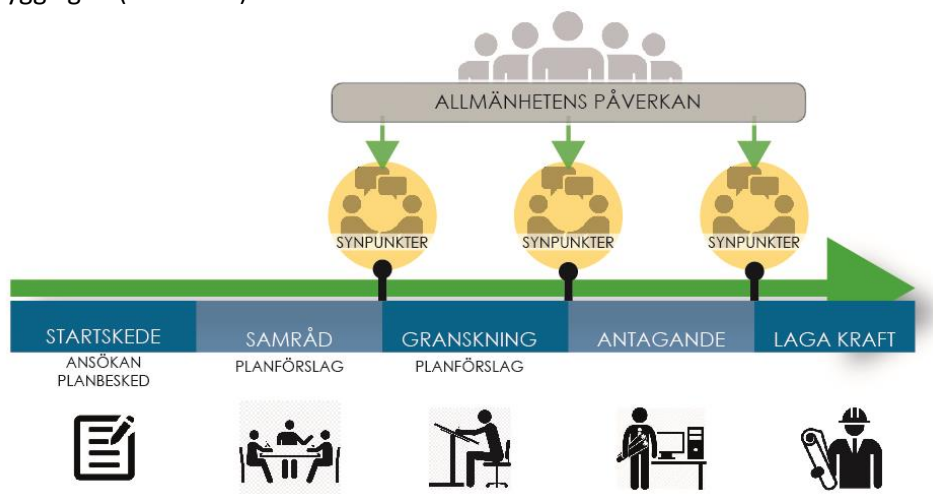 ALLMÄNHETENS PÅVERKAN
SYNPUNKTER SYNPUNKTER SYNPUNKTER
STARTSKEDE SAMRÅD GRANSKNING ANTAGANDE LAGA KRAFT
ANSÖKAN PLANFÖRSLAG PLANFÖRSLAG
PLANBESKED